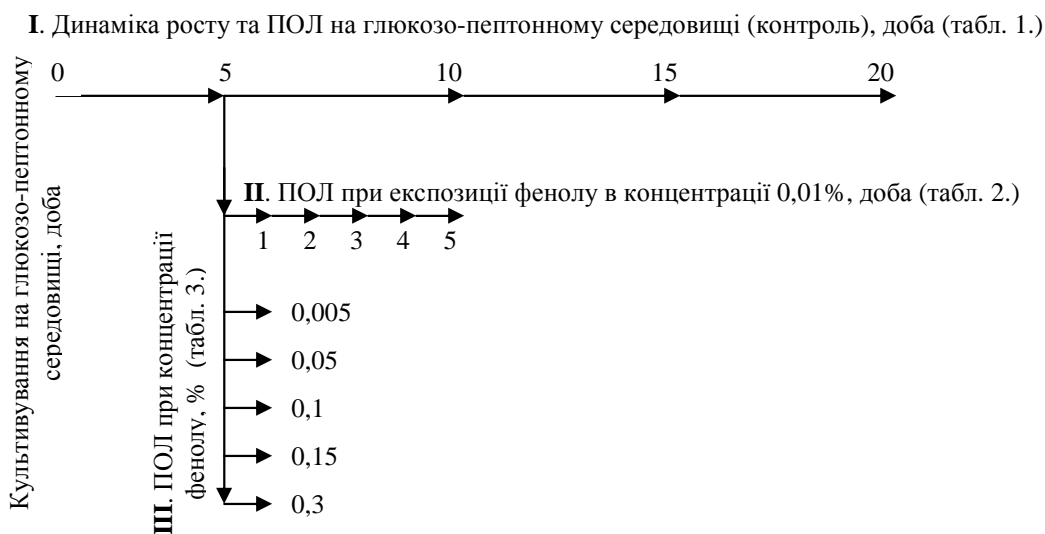 I. Динаміка росту та ПОЛ на глюкозо-пептонному середовищі (контроль), доба (табл. 1.)
0 5 10 15 20
Культивування на глюкозо-пептонному
середовищі, доба
II. ПОЛ при експозиції фенолу в концентрації 0,01%, доба (табл. 2.)
1 2 3 4 5
III. ПОЛ при концентрації
фенолу, % (табл. 3.)
0,005
0,05
0,1
0,15
0,3